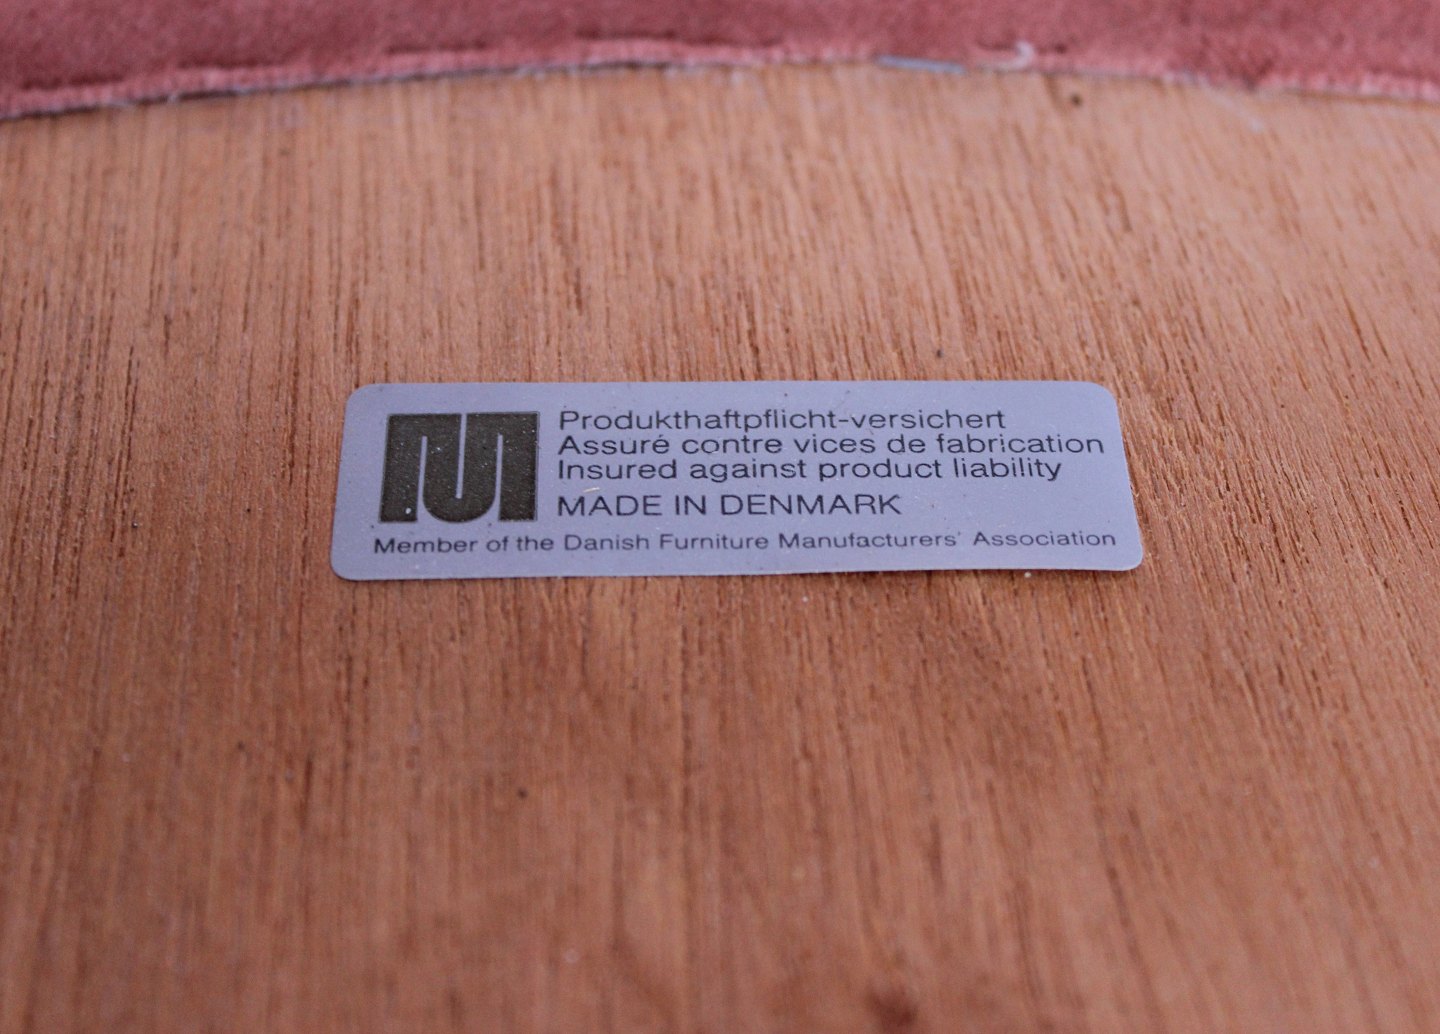 Produkthaftpflicht-versichert
Assuré contre vices de fabrication
Insured against product liability
MADE IN DENMARK
Member of the Danish Furniture Manufacturers' Association